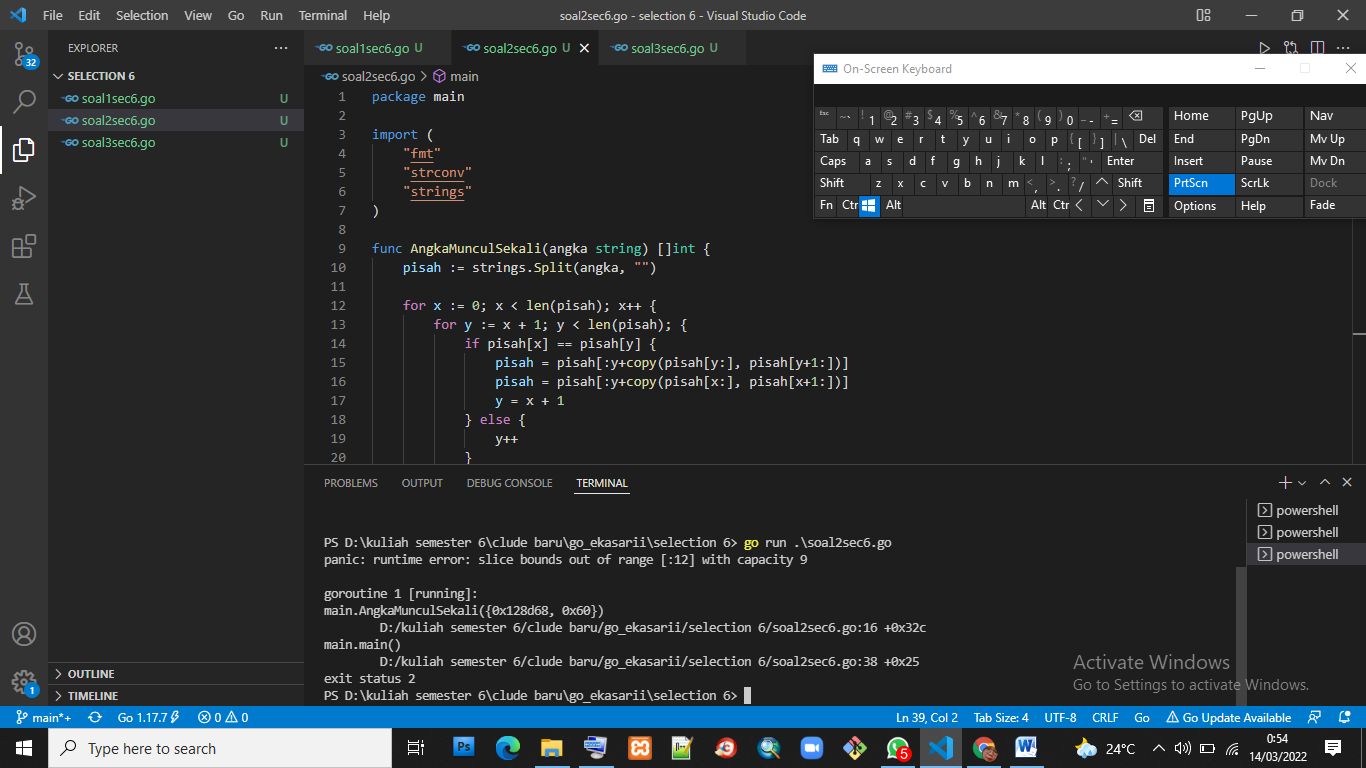 File Edit Selection View Go Run Terminal Help soal2sec6.go - selection 6 - Visual Studio Code
EXPLORER
SELECTION 6
soal1sec6.go U
soal2sec6.go U
soal3sec6.go U
OUTLINE
TIMELINE
32
1
soal1sec6.go U soal2sec6.go U soal3sec6.go U
soal2sec6.go > main
1 package main
2
3 import (
4 "fmt"
5 "strconv"
6 "strings"
7 )
8
9 func AngkaMunculSekali(angka string) []int {
10 pisah := strings.Split(angka, "")
11
12 for x := 0; x < len(pisah); x++ {
13 for y := x + 1; y < len(pisah); {
14 if pisah[x] == pisah[y] {
15 pisah = pisah[:y+copy(pisah[y:], pisah[y+1:])]
16 pisah = pisah[:y+copy(pisah[x:], pisah[x+1:])]
17 y = x + 1
18 } else {
19 y++
20 }
On-Screen Keyboard
Esc ~ ` ! 1 @ 2 # 3 $ 4 % 5 ^ 6 & 7 * 8 ( 9 ) 0 _ - + = Home PgUp Nav
Tab q w e r t y u i o p { [ } ] | \ Del End PgDn Mv Up
Caps a s d f g h j k l : ; " ' Enter Insert Pause Mv Dn
Shift z x c v b n m < , > . ? / Shift PrtScn ScrLk Dock
Fn Ctr Alt Alt Ctr Options Help Fade
PROBLEMS OUTPUT DEBUG CONSOLE TERMINAL
PS D:\kuliah semester 6\clude baru\go_ekasarii\selection 6> go run .\soal2sec6.go
panic: runtime error: slice bounds out of range [:12] with capacity 9
goroutine 1 [running]:
main.AngkaMunculSekali({0x128d68, 0x60})
D:/kuliah semester 6/clude baru/go_ekasarii/selection 6/soal2sec6.go:16 +0x32c
main.main()
D:/kuliah semester 6/clude baru/go_ekasarii/selection 6/soal2sec6.go:38 +0x25
exit status 2
PS D:\kuliah semester 6\clude baru\go_ekasarii\selection 6>
powershell
powershell
powershell
Activate Windows
Go to Settings to activate Windows.
main*+ Go 1.17.7 0 0 Ln 39, Col 2 Tab Size: 4 UTF-8 CRLF Go Go Update Available
Type here to search Ps 5 W 24°C 0:54
14/03/2022